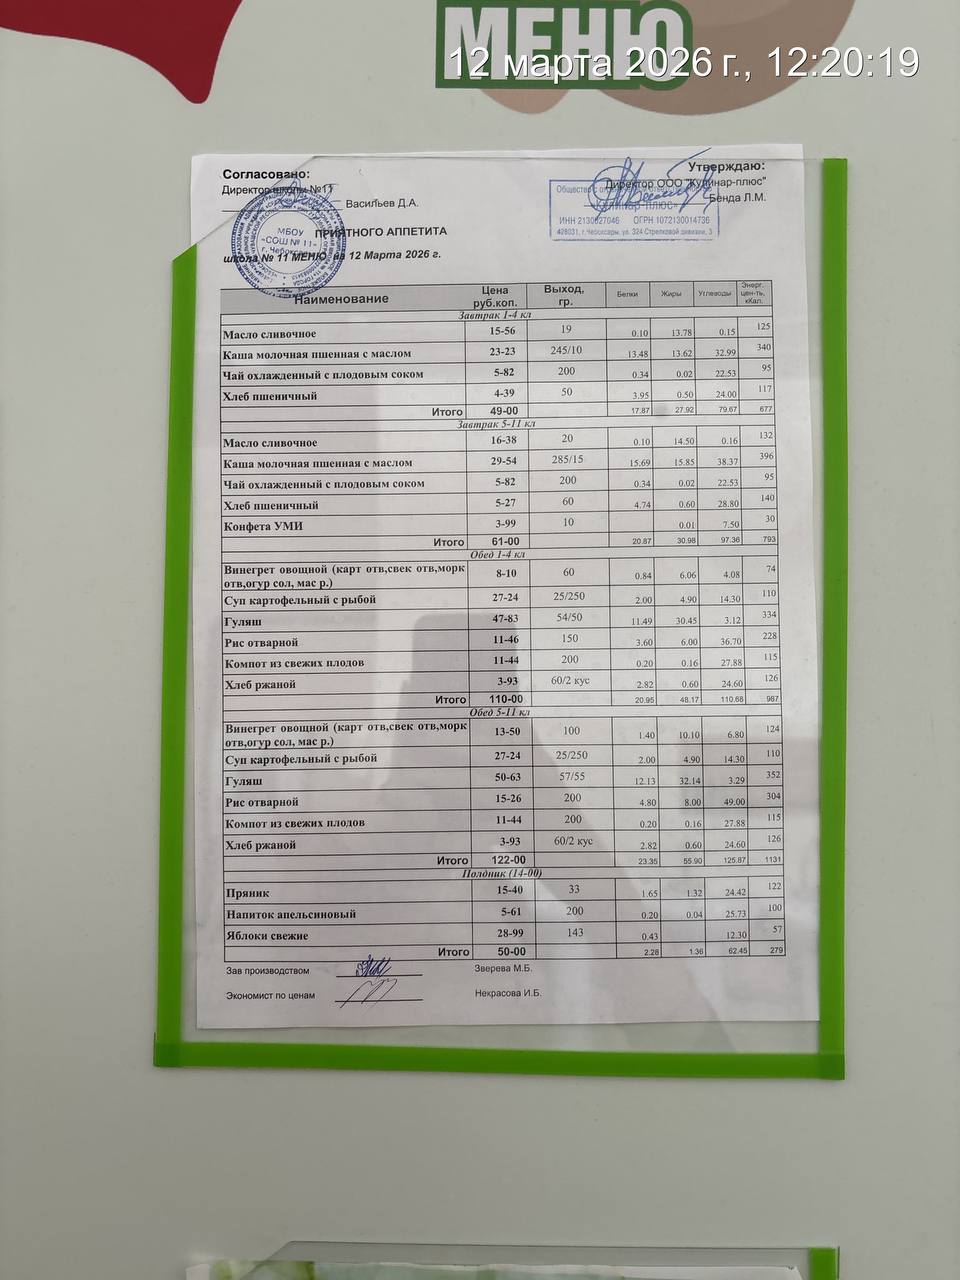 МЕНЮ
12 марта 2026 г., 12:20:19
Согласовано:
Утверждаю:
Директор школы №11
Директор ООО "Кулинар-плюс"
Васильев Д.А.
Бенда Л.М.
ИНН 2130027046 ОГРН 1072130014736
428031, г.Чебоксары, ул. 324 Стрелковой дивизии, 3
МБОУ
«СОШ № 11»
г. Чебоксары
ПРИЯТНОГО АППЕТИТА
школа № 11 МЕНЮ на 12 Марта 2026 г.
Наименование Цена руб.коп. Выход, гр. Белки Жиры Углеводы Энерг. цен-ть, кКал.
Завтрак 1-4 кл
Масло сливочное 15-56 19 0.10 13.78 0.15 125
Каша молочная пшенная с маслом 23-23 245/10 13.48 13.62 32.99 340
Чай охлажденный с плодовым соком 5-82 200 0.34 0.02 22.53 95
Хлеб пшеничный 4-39 50 3.95 0.50 24.00 117
Итого 49-00 17.87 27.92 79.67 677
Завтрак 5-11 кл
Масло сливочное 16-38 20 0.10 14.50 0.16 132
Каша молочная пшенная с маслом 29-54 285/15 15.69 15.85 38.37 396
Чай охлажденный с плодовым соком 5-82 200 0.34 0.02 22.53 95
Хлеб пшеничный 5-27 60 4.74 0.60 28.80 140
Конфета УМИ 3-99 10 0.01 7.50 30
Итого 61-00 20.87 30.98 97.36 793
Обед 1-4 кл
Винегрет овощной (карт отв,свек отв,морк
отв,огур сол, мас р.) 8-10 60 0.84 6.06 4.08 74
Суп картофельный с рыбой 27-24 25/250 2.00 4.90 14.30 110
Гуляш 47-83 54/50 11.49 30.45 3.12 334
Рис отварной 11-46 150 3.60 6.00 36.70 228
Компот из свежих плодов 11-44 200 0.20 0.16 27.88 115
Хлеб ржаной 3-93 60/2 кус 2.82 0.60 24.60 126
Итого 110-00 20.95 48.17 110.68 987
Обед 5-11 кл
Винегрет овощной (карт отв,свек отв,морк
отв,огур сол, мас р.) 13-50 100 1.40 10.10 6.80 124
Суп картофельный с рыбой 27-24 25/250 2.00 4.90 14.30 110
Гуляш 50-63 57/55 12.13 32.14 3.29 352
Рис отварной 15-26 200 4.80 8.00 49.00 304
Компот из свежих плодов 11-44 200 0.20 0.16 27.88 115
Хлеб ржаной 3-93 60/2 кус 2.82 0.60 24.60 126
Итого 122-00 23.35 55.90 125.87 1131
Полдник (14-00)
Пряник 15-40 33 1.65 1.32 24.42 122
Напиток апельсиновый 5-61 200 0.20 0.04 25.73 100
Яблоки свежие 28-99 143 0.43 12.30 57
Итого 50-00 2.28 1.36 62.45 279
Зав производством Зверева М.Б.
Экономист по ценам Некрасова И.Б.